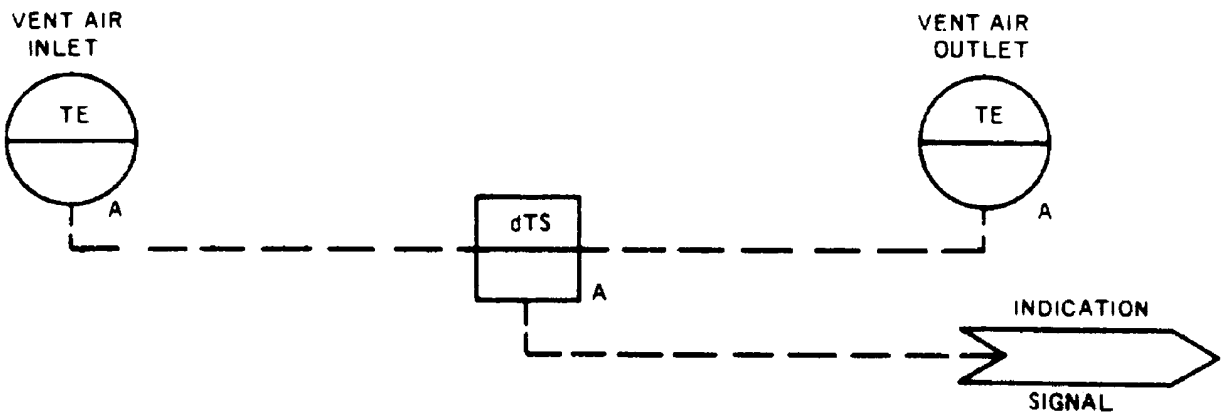 VENT AIR
INLET
VENT AIR
OUTLET
TE
TE
A
A
dTS
A
INDICATION
SIGNAL